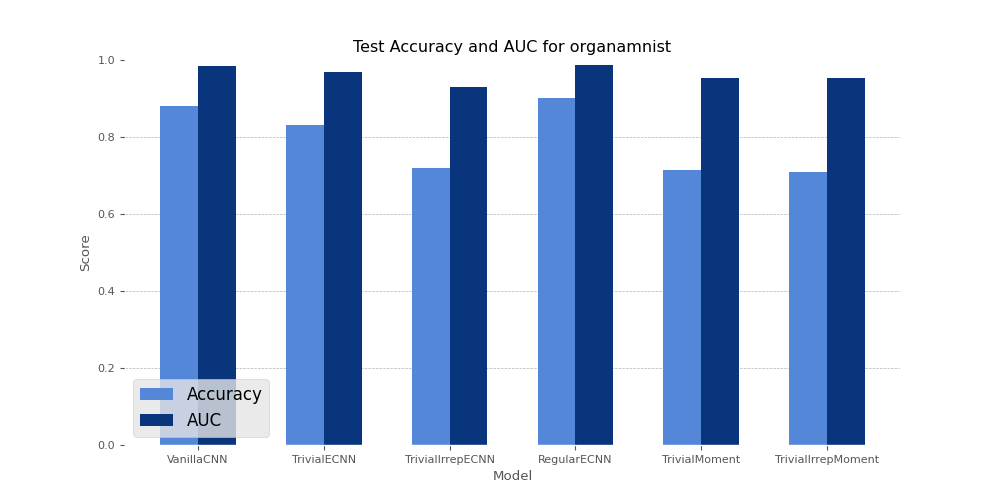 Test Accuracy and AUC for organamnist
1.0
0.8
0.6
0.4
0.2
0.0
Score
Accuracy
AUC
VanillaCNN TrivialECNN TrivialIrrepECNN RegularECNN TrivialMoment TrivialIrrepMoment
Model